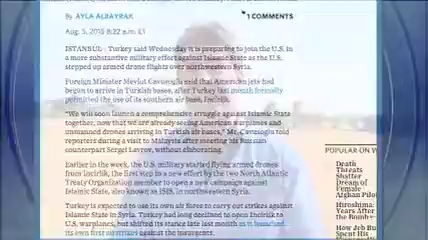 By AYLA ALBAYRAK
1 COMMENTS
Aug. 5, 2015 8:22 a.m. ET
ISTANBUL - Turkey said Wednesday it is preparing to join the U.S. in
a more substantive military effort against Islamic State as the U.S.
stepped up armed drone flights over northwestern Syria.
Foreign Minister Mevlut Cavusoglu said that American jets had
begun to arrive in Turkish bases, after Turkey last month formally
permitted the use of its southern air base, Incirlik.
"We will soon launch a comprehensive struggle against Islamic State
together, now that we are already seeing American warplanes and
unmanned drones arriving in Turkish air bases," Mr. Cavusoglu told
reporters during a visit to Malaysia after meeting his Russian
counterpart Sergei Lavrov, without elaborating.
Earlier in the week, the U.S. military started flying armed drones
from Incirlik, the first step to a new effort by the two North Atlantic
Treaty Organization member to open a new campaign against
Islamic State, also known as ISIS, in northwestern Syria.
Turkey is expected to use its own air force to carry out strikes against
Islamic State in Syria. Turkey had long declined to open Incirlik to
U.S. warplanes, but shifted its stance late last month as it launched
its own first airstrikes against the insurgents.
POPULAR ON W
Death
Threats
Shatter
Dream of
Female
Afghan Pilot
Hiroshima:
Years After
the Bomb
How Job Bu
Spent His